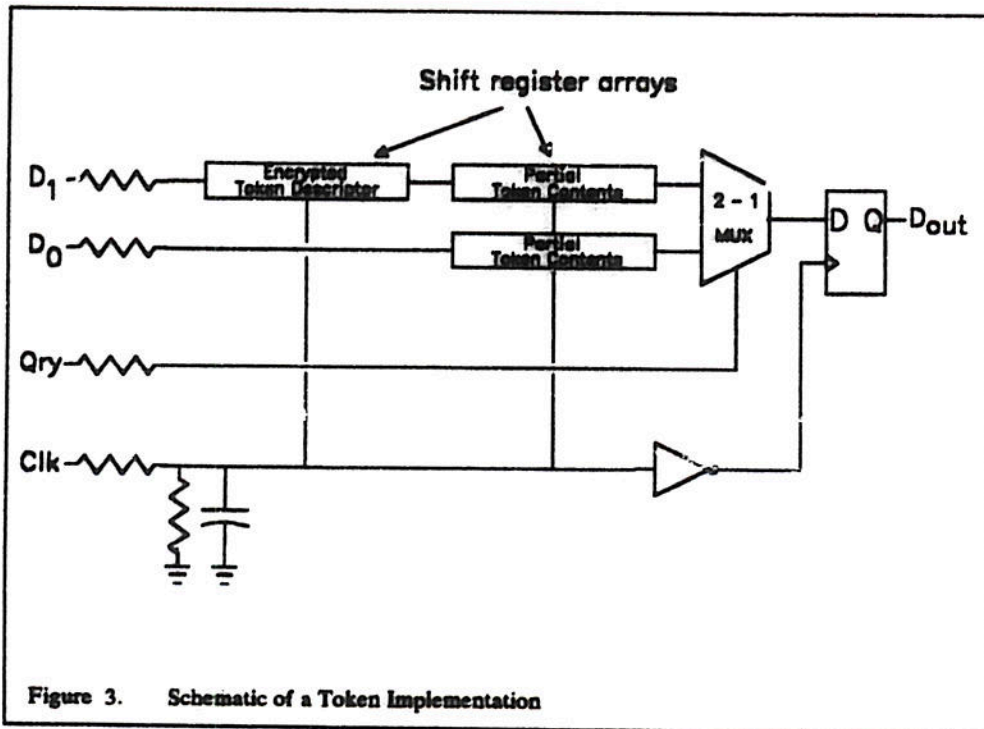 Shift register arrays
D1
Encrypted
Token Descriptor
Partial
Token Contents
2 - 1
MUX
D Q
Dout
D0
Partial
Token Contents
Qry
Clk
Figure 3. Schematic of a Token Implementation